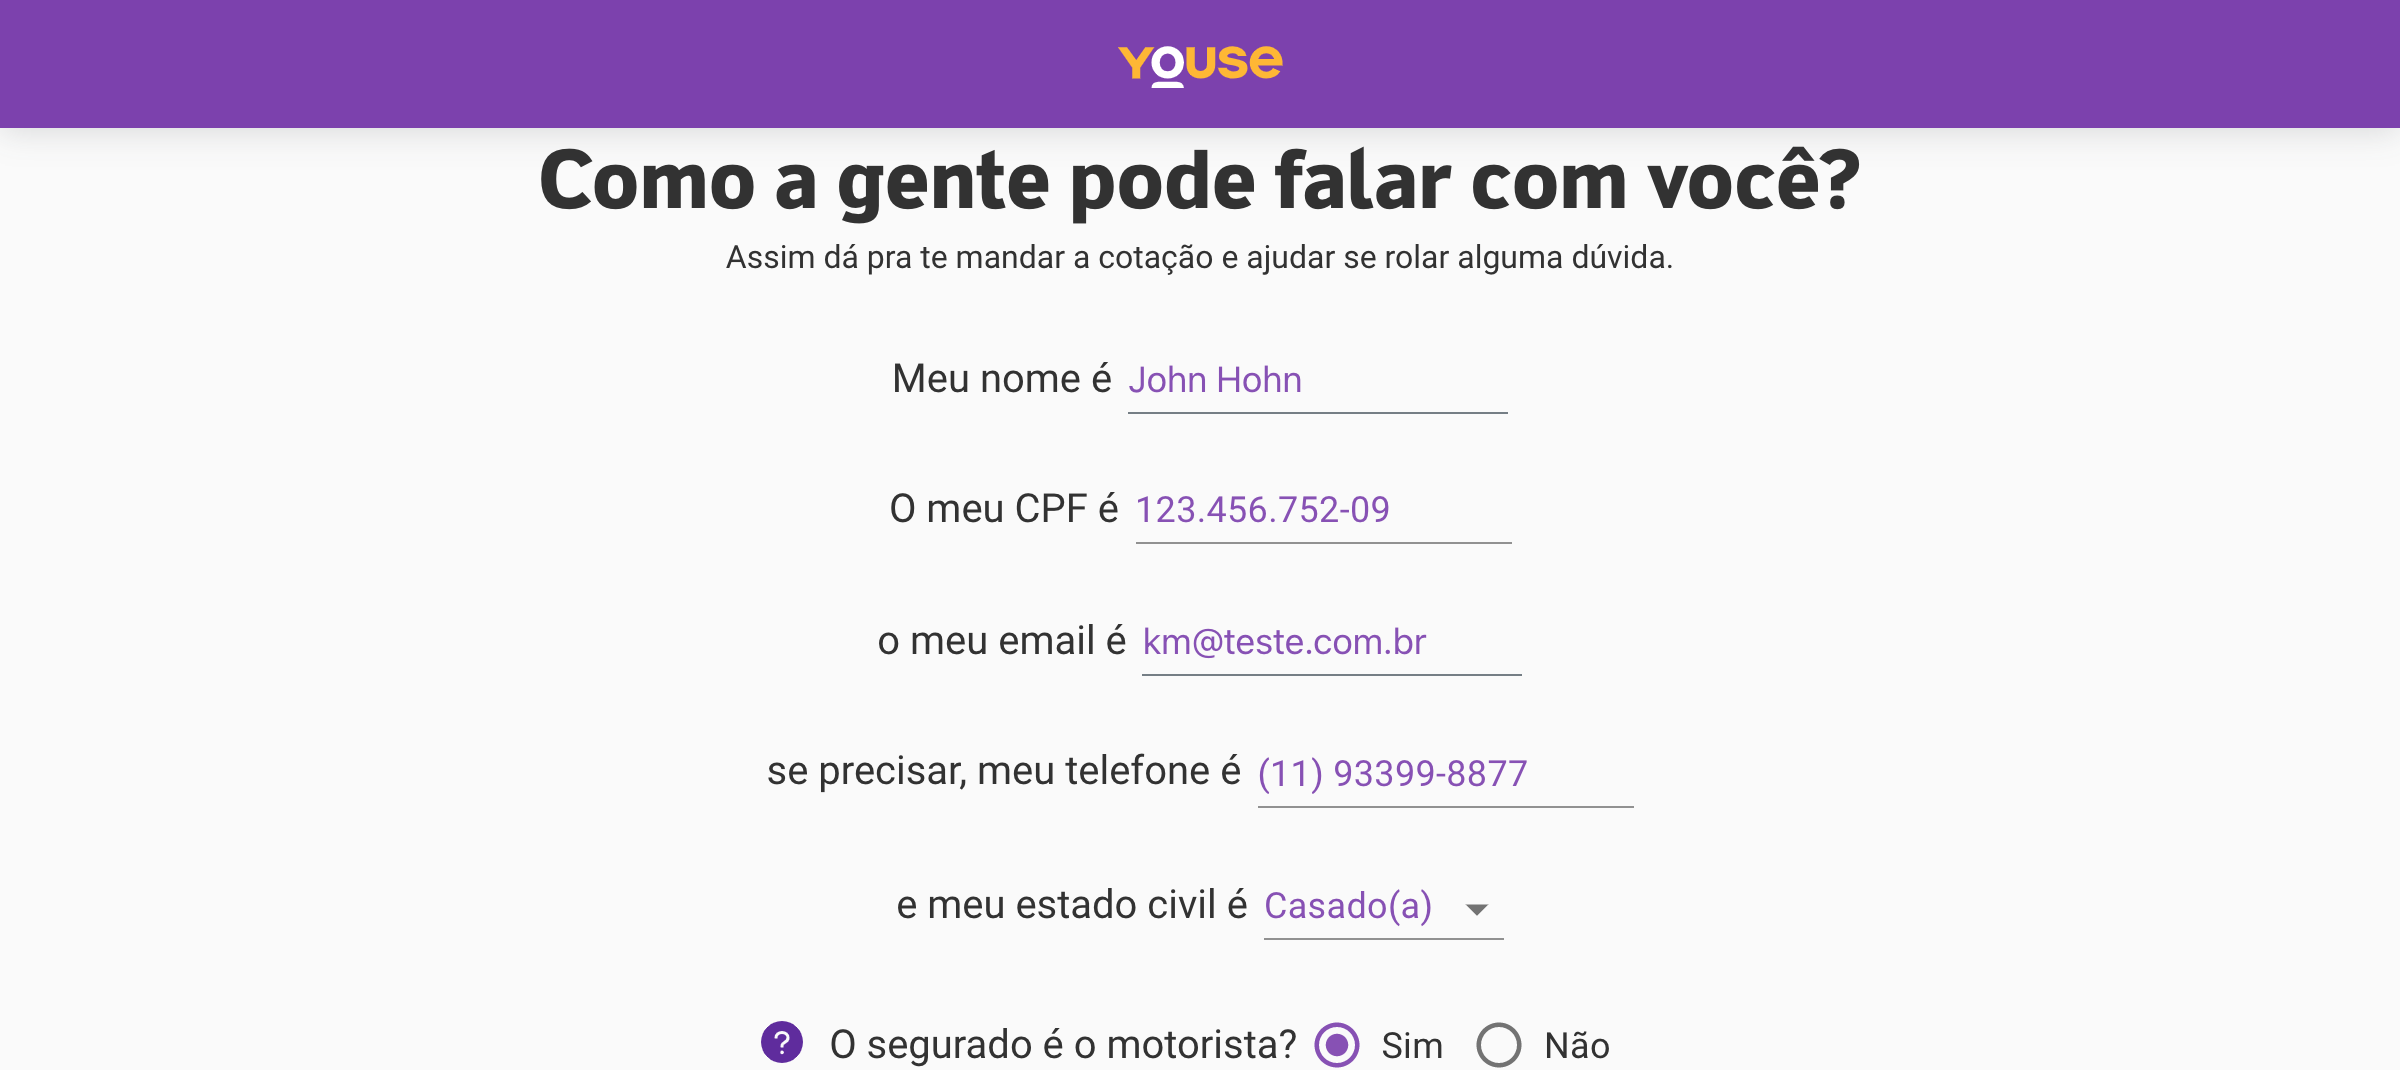 Youse
Como a gente pode falar com você?
Assim dá pra te mandar a cotação e ajudar se rolar alguma dúvida.
Meu nome é John Hohn
O meu CPF é 123.456.752-09
o meu email é km@teste.com.br
se precisar, meu telefone é (11) 93399-8877
e meu estado civil é Casado(a)
? O segurado é o motorista? Sim Não